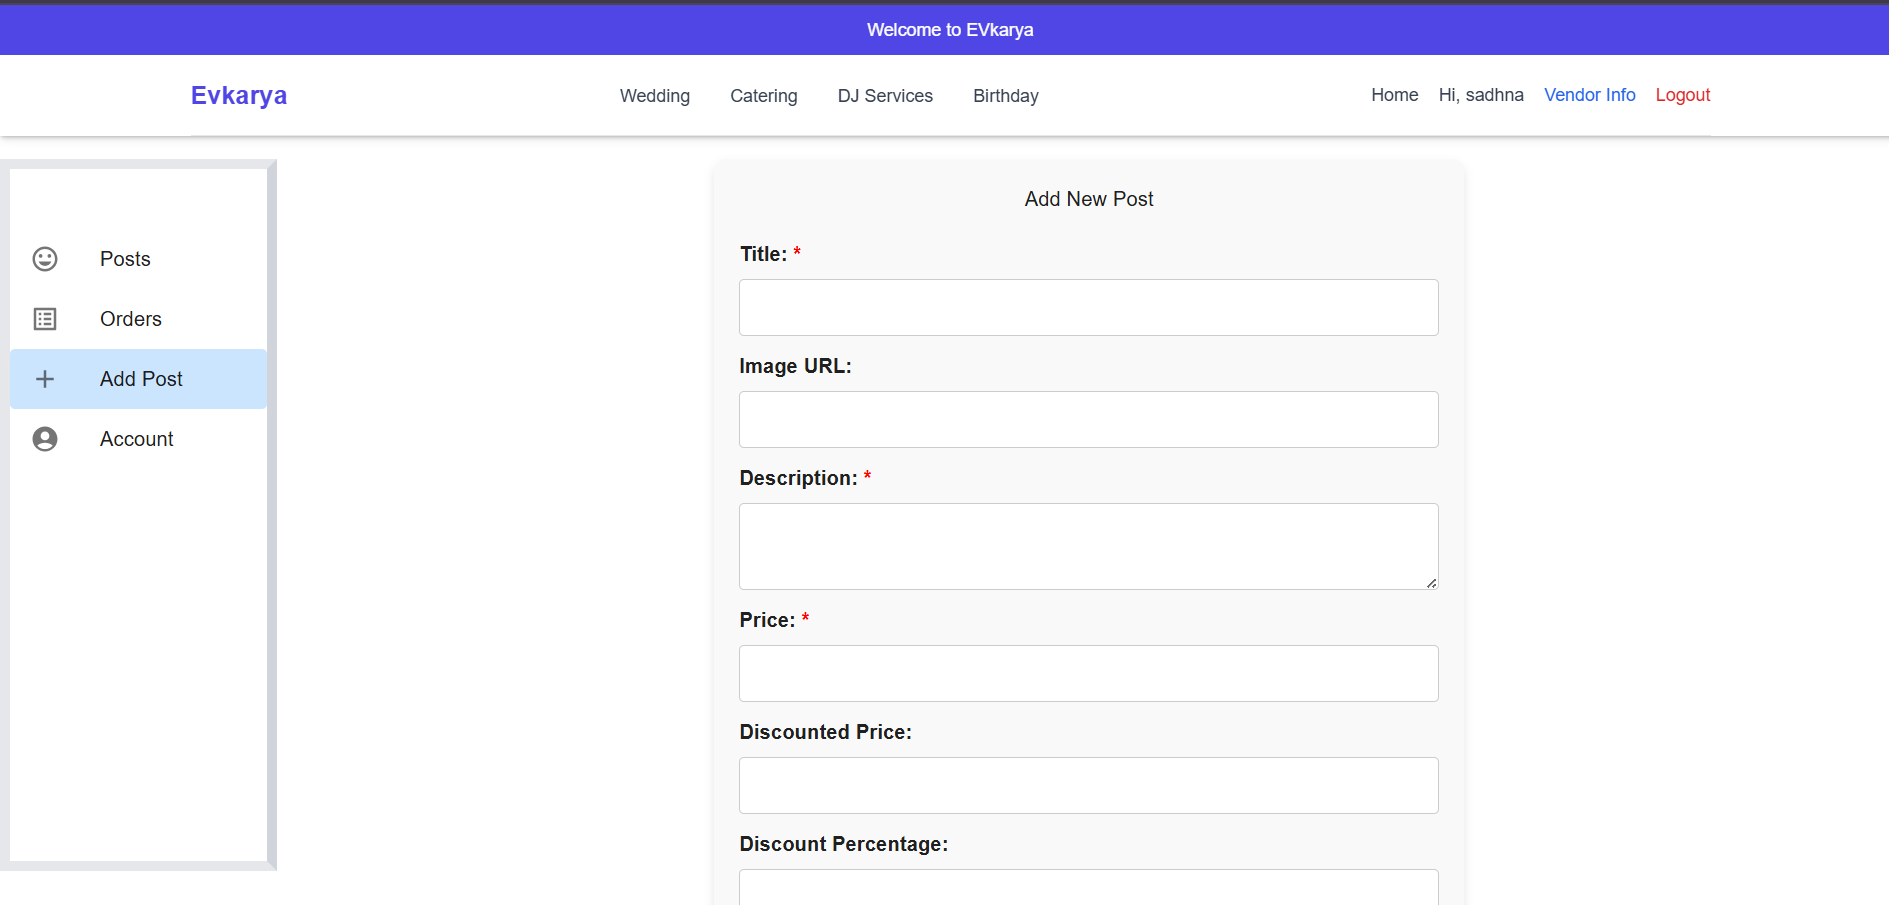 Welcome to EVkarya
Evkarya
Wedding Catering DJ Services Birthday
Home Hi, sadhna Vendor Info Logout
Posts
Orders
Add Post
Account
Add New Post
Title: *
Image URL:
Description: *
Price: *
Discounted Price:
Discount Percentage: